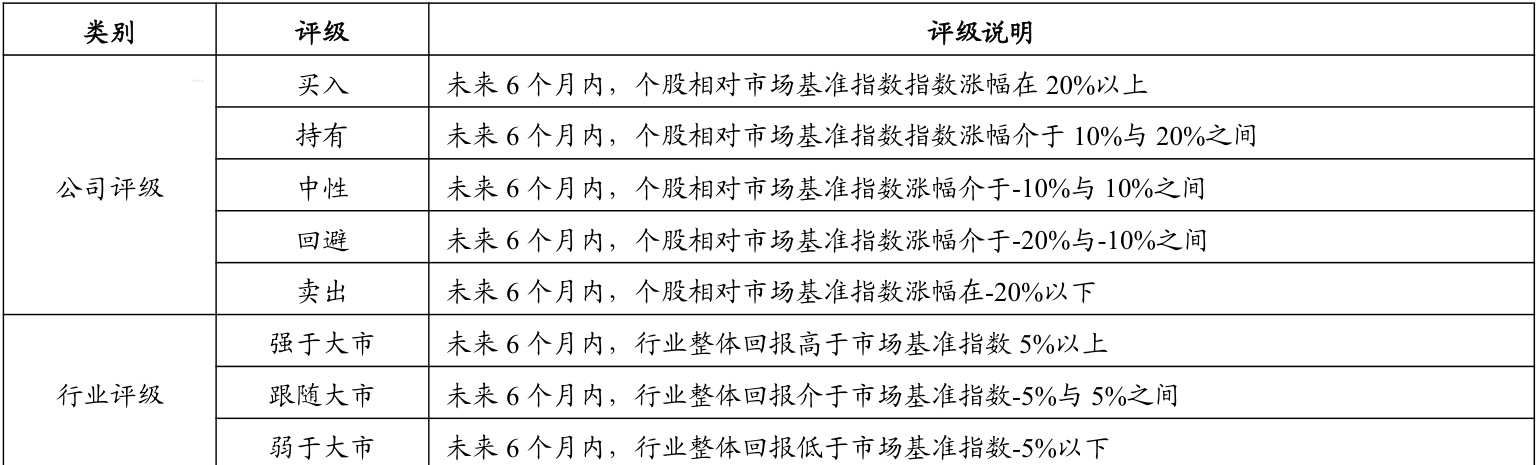 类别 评级 评级说明
公司评级
买入 未来 6 个月内，个股相对市场基准指数指数涨幅在 20%以上
持有 未来 6 个月内，个股相对市场基准指数指数涨幅介于 10%与 20%之间
中性 未来 6 个月内，个股相对市场基准指数涨幅介于-10%与 10%之间
回避 未来 6 个月内，个股相对市场基准指数涨幅介于-20%与-10%之间
卖出 未来 6 个月内，个股相对市场基准指数涨幅在-20%以下
行业评级
强于大市 未来 6 个月内，行业整体回报高于市场基准指数 5%以上
跟随大市 未来 6 个月内，行业整体回报介于市场基准指数-5%与 5%之间
弱于大市 未来 6 个月内，行业整体回报低于市场基准指数-5%以下